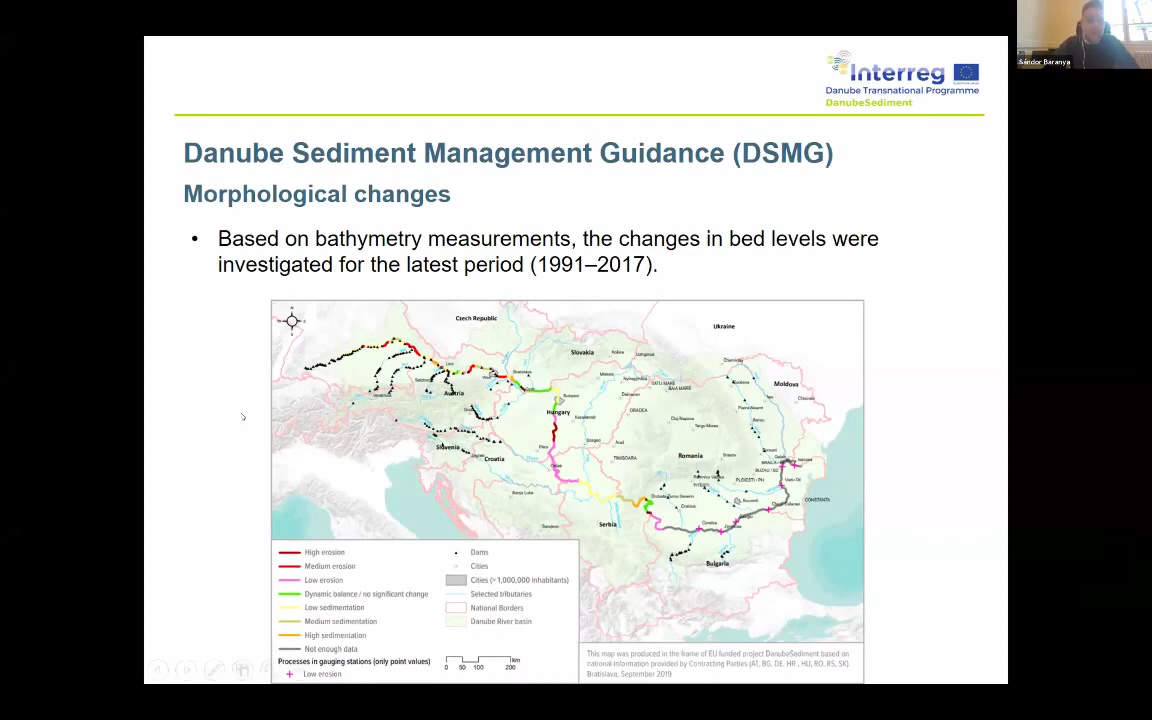 Sándor Baranya
Interreg
Danube Transnational Programme
DanubeSediment
Danube Sediment Management Guidance (DSMG)
Morphological changes
• Based on bathymetry measurements, the changes in bed levels were
investigated for the latest period (1991–2017).
Czech Republic
Ukraine
Slovakia
Moldova
Austria
Hungary
Slovenia
Croatia
Romania
Serbia
Bulgaria
ORADEA
TIMISOARA
SATU MARE
BAIA MARE
CONSTANTA
High erosion
Medium erosion
Low erosion
Dynamic balance / no significant change
Low sedimentation
Medium sedimentation
High sedimentation
Not enough data
Processes in gauging stations (only point values)
Low erosion
Dams
Cities
Cities (> 1,000,000 inhabitants)
Selected tributaries
National Borders
Danube River basin
km
0 50 100 200
This map was produced in the frame of EU funded project DanubeSediment based on
national information provided by Contracting Parties (AT, BG, DE, HR, HU, RO, RS, SK).
Bratislava, September 2019